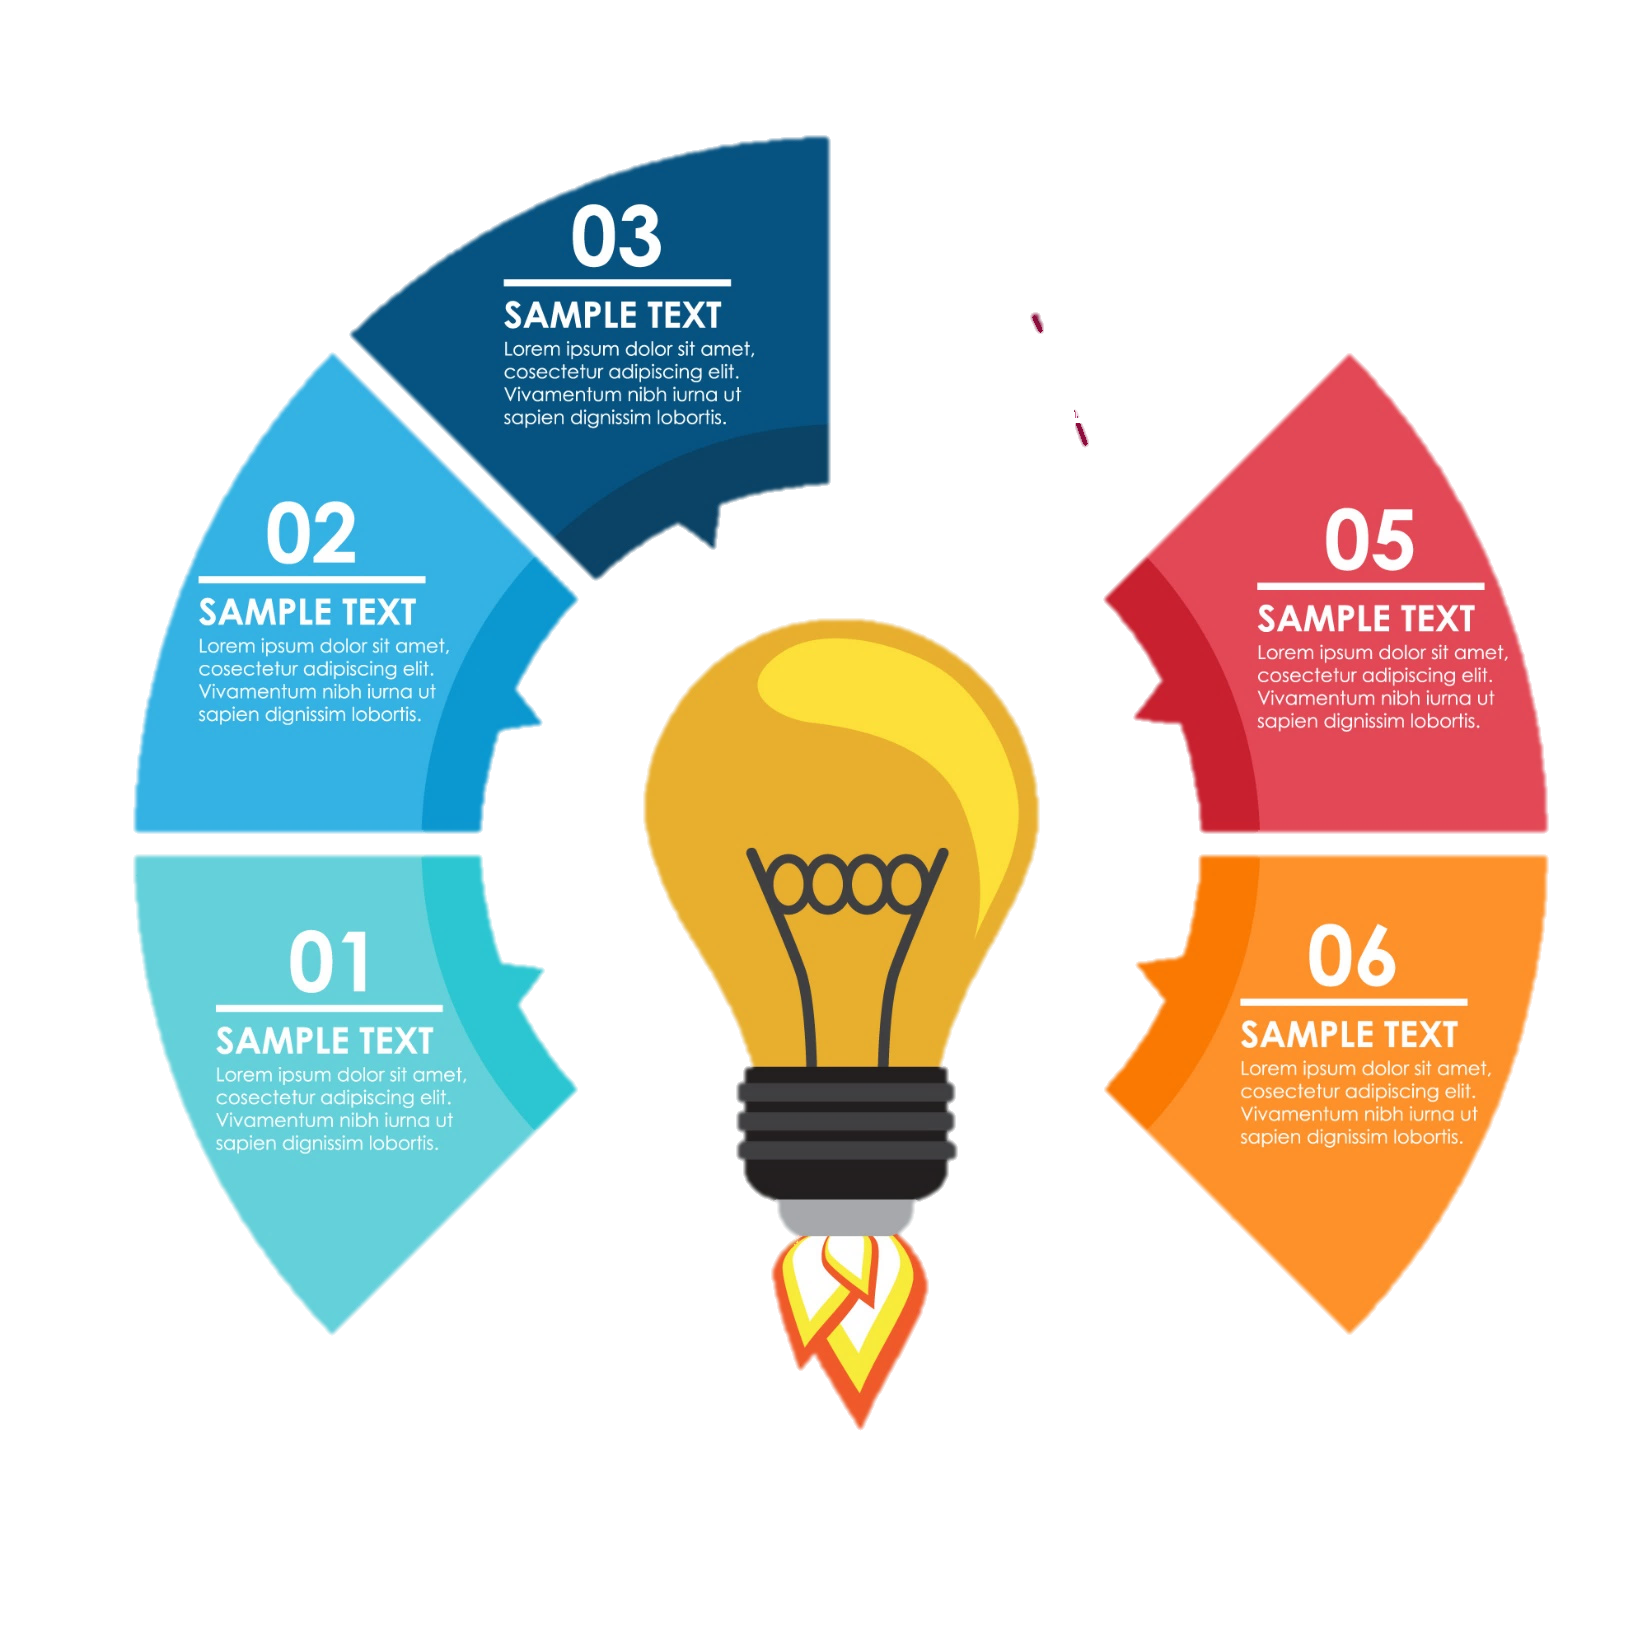 03
SAMPLE TEXT
Lorem ipsum dolor sit amet,
cosectetur adipiscing elit.
Vivamentum nibh iurna ut
sapien dignissim lobortis.
02
SAMPLE TEXT
Lorem ipsum dolor sit amet,
cosectetur adipiscing elit.
Vivamentum nibh iurna ut
sapien dignissim lobortis.
05
SAMPLE TEXT
Lorem ipsum dolor sit amet,
cosectetur adipiscing elit.
Vivamentum nibh iurna ut
sapien dignissim lobortis.
01
SAMPLE TEXT
Lorem ipsum dolor sit amet,
cosectetur adipiscing elit.
Vivamentum nibh iurna ut
sapien dignissim lobortis.
06
SAMPLE TEXT
Lorem ipsum dolor sit amet,
cosectetur adipiscing elit.
Vivamentum nibh iurna ut
sapien dignissim lobortis.